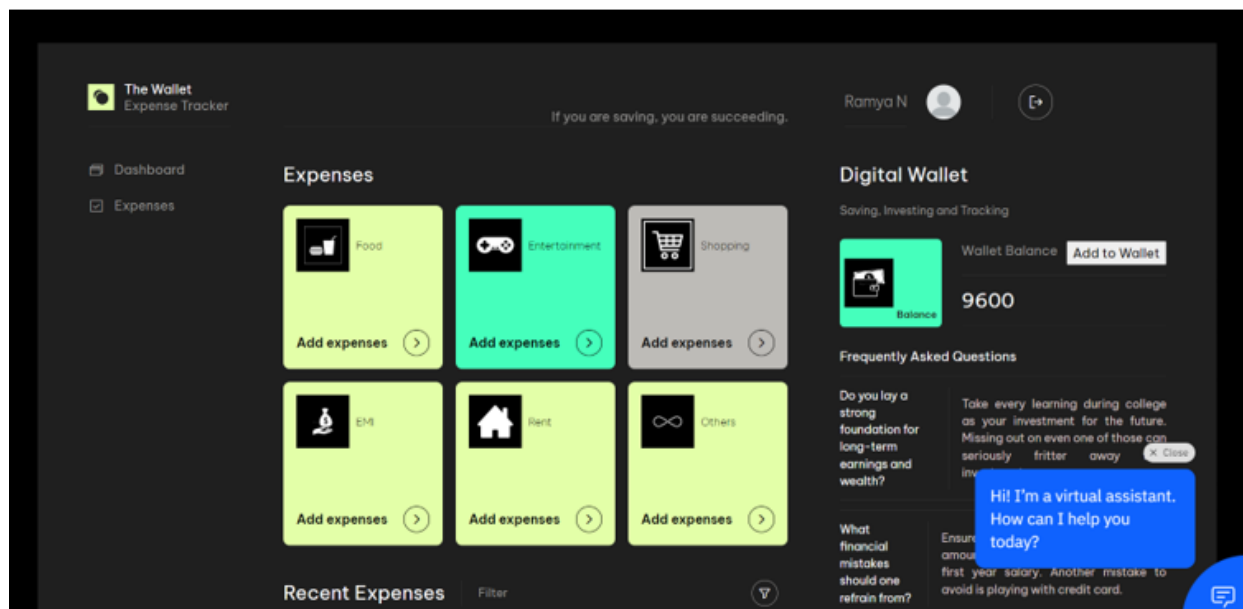 The Wallet
Expense Tracker
If you are saving, you are succeeding.
Ramya N
Dashboard
Expenses
Expenses
Food
Entertainment
Shopping
Add expenses
Add expenses
Add expenses
EMI
Rent
Others
Add expenses
Add expenses
Add expenses
Recent Expenses
Filter
Digital Wallet
Saving, Investing and Tracking
Wallet Balance
Add to Wallet
9600
Balance
Frequently Asked Questions
Do you lay a
strong
foundation for
long-term
earnings and
wealth?
Take every learning during college
as your investment for the future.
Missing out on even one of those can
seriously fritter away
What
financial
mistakes
should one
refrain from?
first year salary. Another mistake to
avoid is playing with credit card.
× Close
Hi! I'm a virtual assistant.
How can I help you
today?